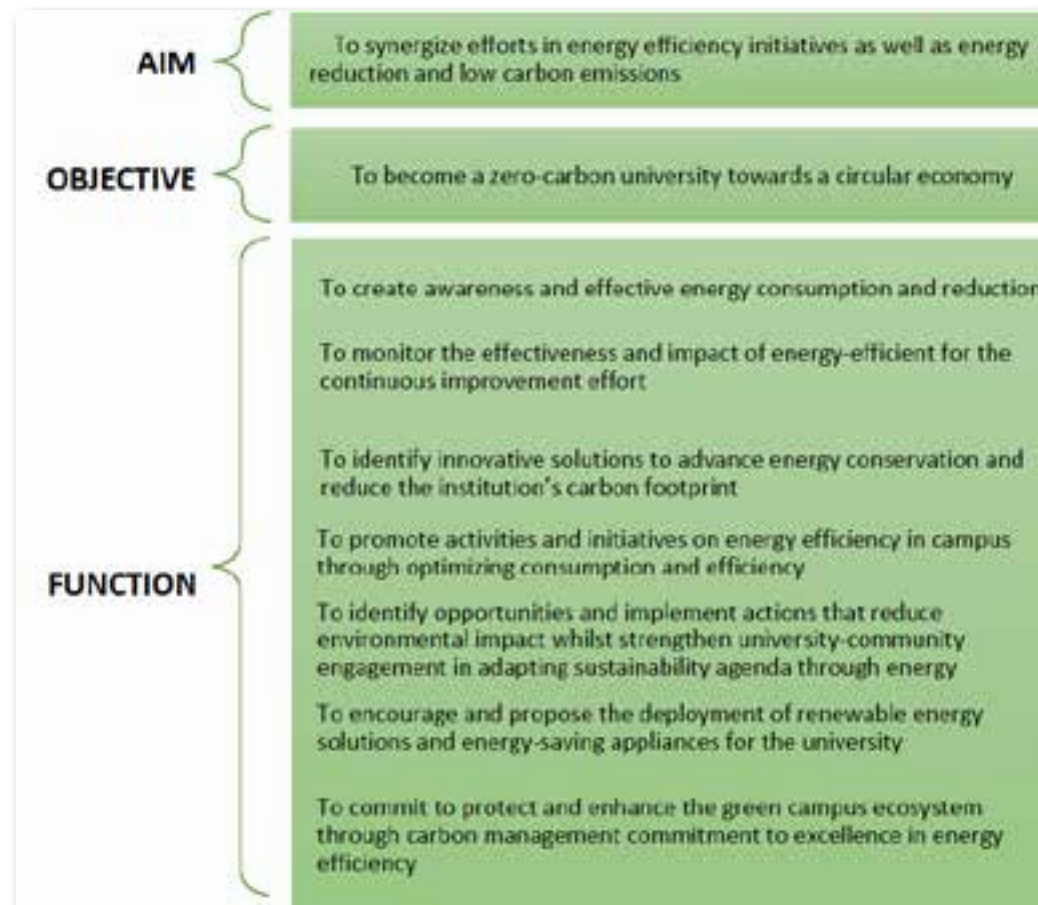 AIM
To synergize efforts in energy efficiency initiatives as well as energy
reduction and low carbon emissions
OBJECTIVE
To become a zero-carbon university towards a circular economy
FUNCTION
To create awareness and effective energy consumption and reduction
To monitor the effectiveness and impact of energy-efficient for the
continuous improvement effort
To identify innovative solutions to advance energy conservation and
reduce the institution's carbon footprint
To promote activities and initiatives on energy efficiency in campus
through optimizing consumption and efficiency
To identify opportunities and implement actions that reduce
environmental impact whilst strengthen university-community
engagement in adapting sustainability agenda through energy
To encourage and propose the deployment of renewable energy
solutions and energy-saving appliances for the university
To commit to protect and enhance the green campus ecosystem
through carbon management commitment to excellence in energy
efficiency